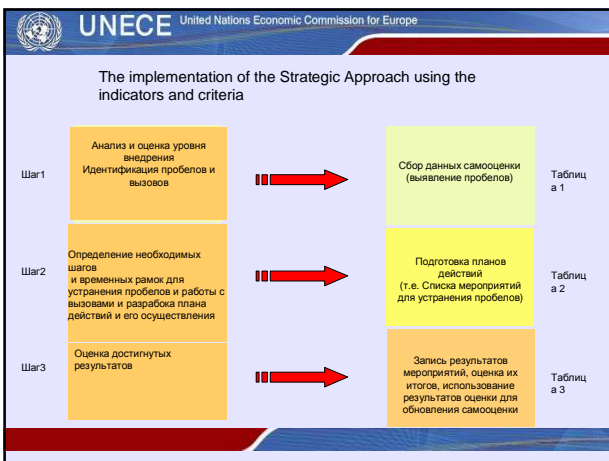 UNECE United Nations Economic Commission for Europe
The implementation of the Strategic Approach using the
indicators and criteria
Шаг1
Анализ и оценка уровня
внедрения
Идентификация пробелов и
вызовов
Сбор данных самооценки
(выявление пробелов)
Таблиц
а 1
Шаг2
Определение необходимых
шагов
и временных рамок для
устранения пробелов и работы с
вызовами и разрабока плана
действий и его осуществления
Подготовка планов
действий
(т.е. Списка мероприятий
для устранения пробелов)
Таблиц
а 2
Шаг3
Оценка достигнутых
результатов
Запись результатов
мероприятий, оценка их
итогов, использование
результатов оценки для
обновления самооценки
Таблиц
а 3